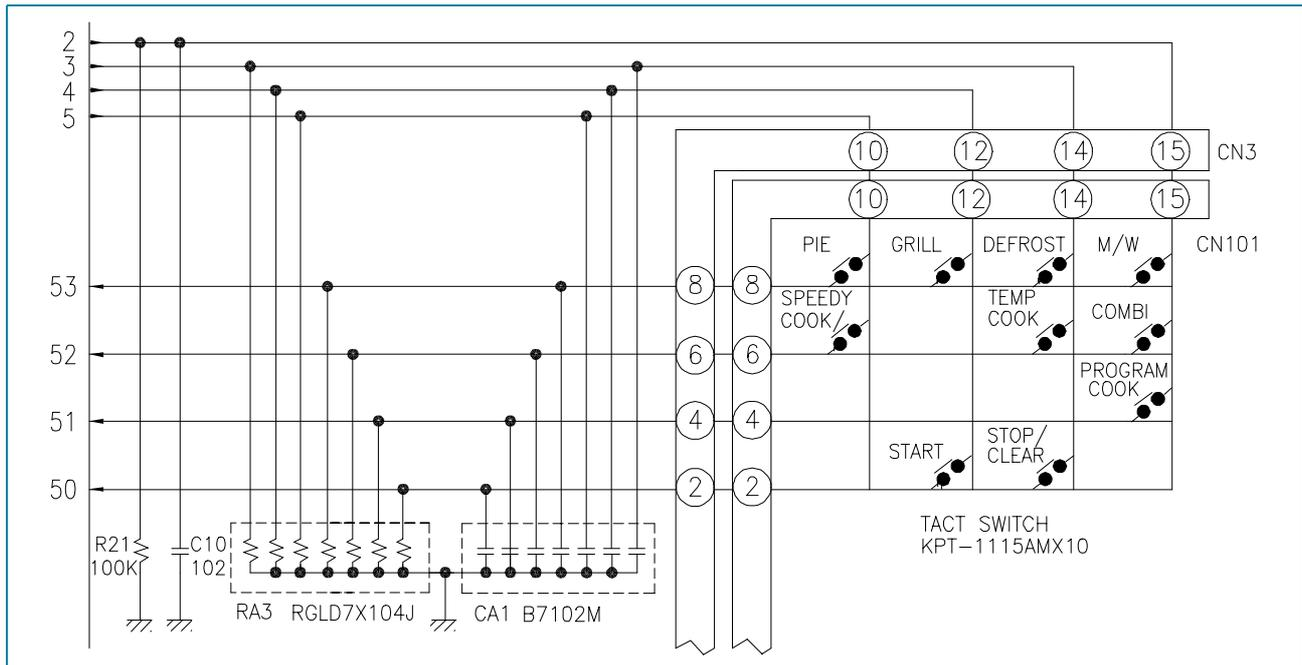 2
3
4
5
10 12 14 15 CN3
10 12 14 15
PIE GRILL DEFROST M/W CN101
53 8 8
SPEEDY
COOK/
TEMP
COOK
COMBI
52 6 6
PROGRAM
COOK
51 4 4
START
STOP/
CLEAR
50 2 2
TACT SWITCH
KPT-1115AMX10
R21
100K
C10
102
RA3 RGLD7X104J
CA1 B7102M